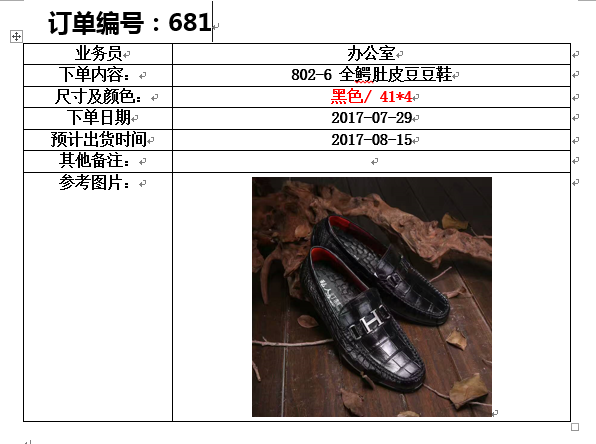 订单编号：681
业务员 办公室
下单内容： 802-6 全鳄肚皮豆豆鞋
尺寸及颜色： 黑色/ 41*4
下单日期 2017-07-29
预计出货时间 2017-08-15
其他备注：
参考图片：